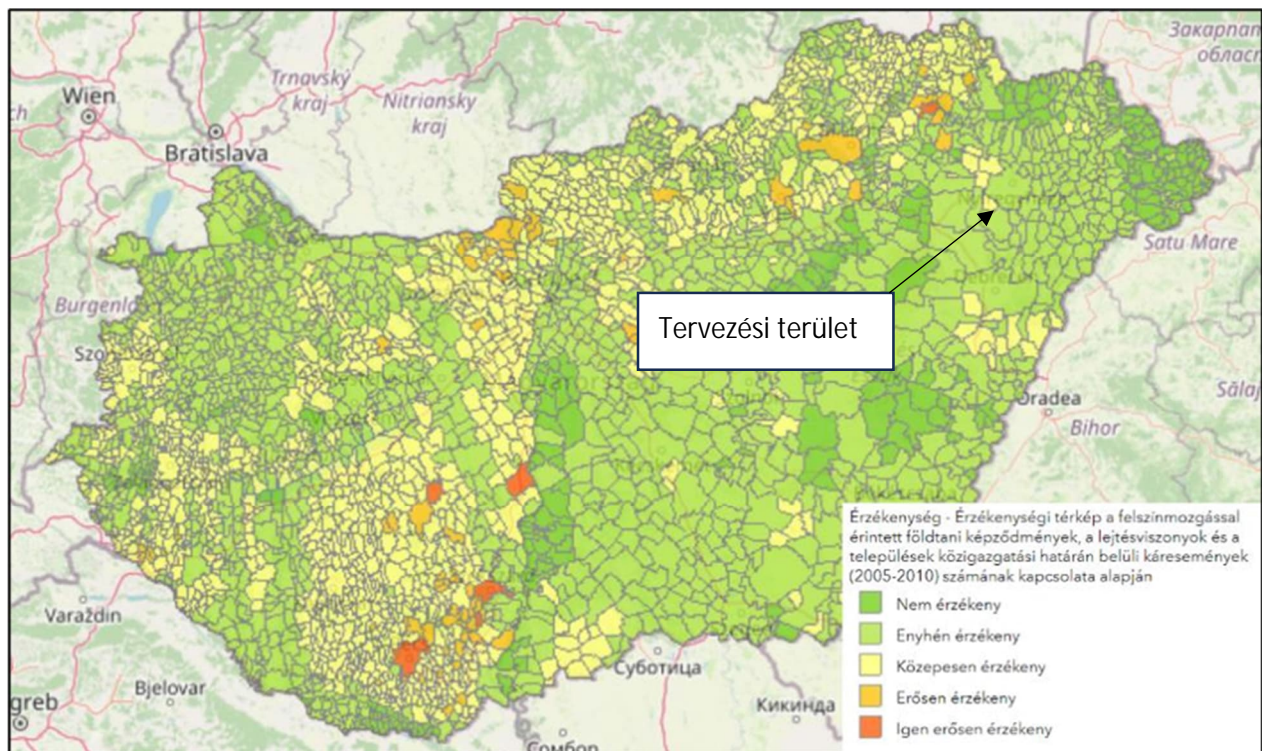 Закарпат
област
Trnavský
kraj
Nitriansky
kraj
Wien
Bratislava
Satu Mare
Burgenla
Tervezési terület
Sălaj
Oradea
Bihor
Varaždin
Суботица
Bjelovar
greb
Кикинда
Сомбор
Érzékenység - Érzékenységi térkép a felszínmozgással
érintett földtani képződmények, a lejtésviszonyok és a
települések közigazgatási határán belüli káresemények
(2005-2010) számának kapcsolata alapján
Nem érzékeny
Enyhén érzékeny
Közepesen érzékeny
Erősen érzékeny
Igen erősen érzékeny